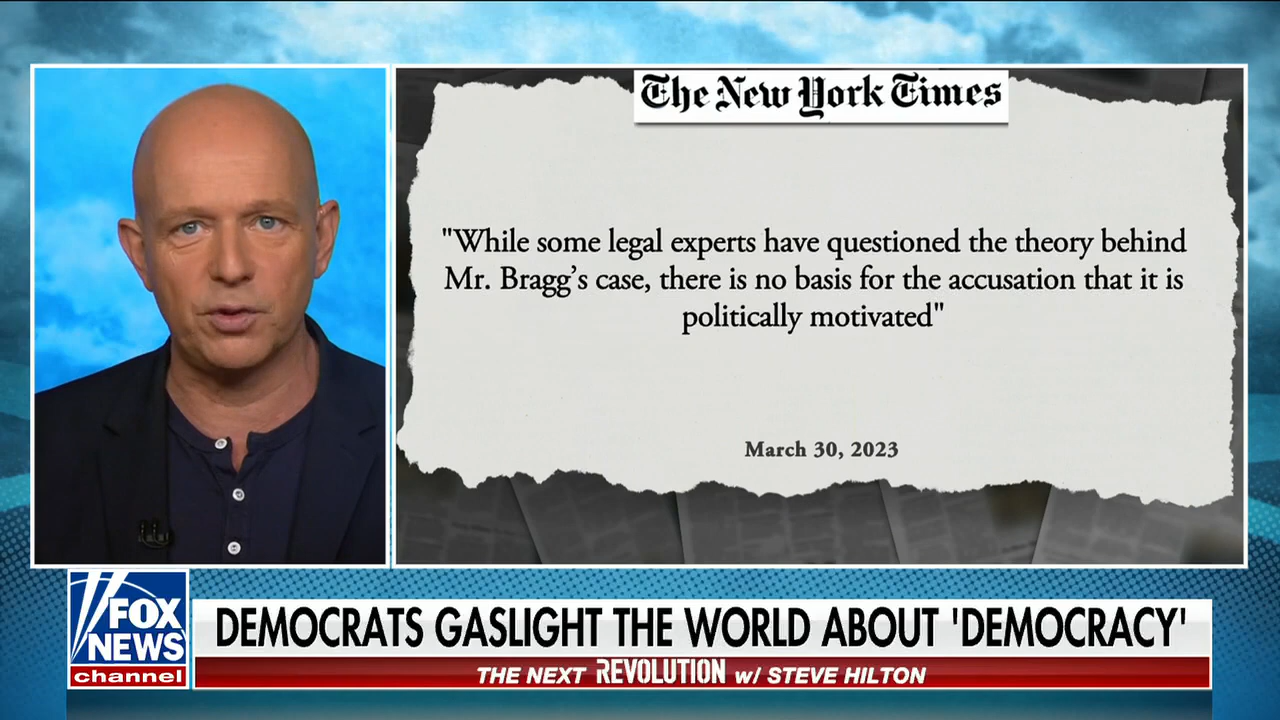 The New York Times
"While some legal experts have questioned the theory behind
Mr. Bragg’s case, there is no basis for the accusation that it is
politically motivated"
March 30, 2023
FOX
NEWS
channel
DEMOCRATS GASLIGHT THE WORLD ABOUT 'DEMOCRACY'
THE NEXT REVOLUTION w/ STEVE HILTON